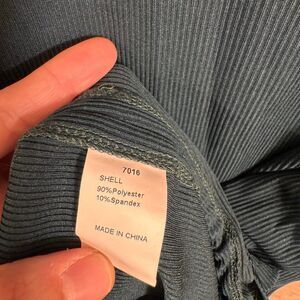 7016
SHELL
90%Polyester
10%Spandex
MADE IN CHINA